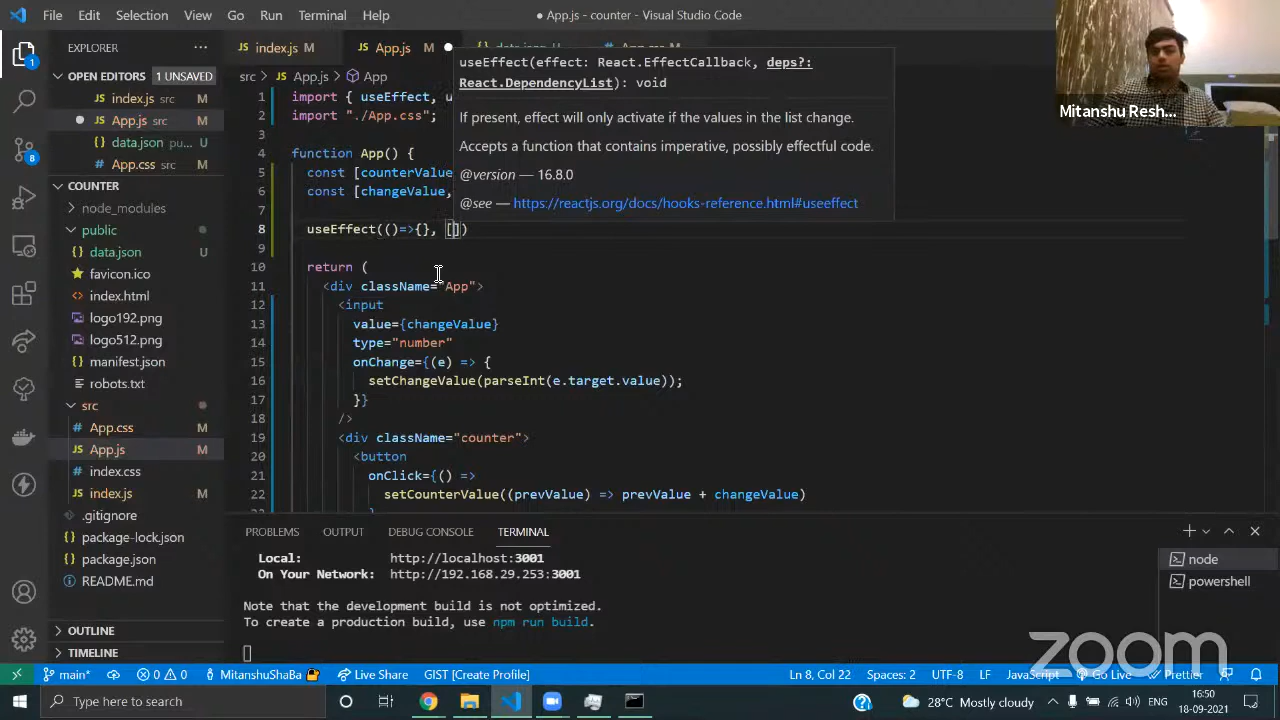 File Edit Selection View Go Run Terminal Help
● App.js - counter - Visual Studio Code
EXPLORER
OPEN EDITORS 1 UNSAVED
index.js src M
App.js src M
data.json pu... U
App.css src M
COUNTER
node_modules
public
data.json U
favicon.ico
index.html
logo192.png
logo512.png
manifest.json
robots.txt
src
App.css M
App.js M
index.css
index.js M
.gitignore
package-lock.json
package.json
README.md
OUTLINE
TIMELINE
1
8
index.js M App.js M data.json U App.css M
src > App.js > App
useEffect(effect: React.EffectCallback, deps?:
React.DependencyList): void
If present, effect will only activate if the values in the list change.
Accepts a function that contains imperative, possibly effectful code.
@version — 16.8.0
@see — https://reactjs.org/docs/hooks-reference.html#useeffect
1 import { useEffect, u
2 import "./App.css";
3
4 function App() {
5 const [counterValue
6 const [changeValue,
7
8 useEffect(()=>{}, [])
9
10 return (
11 <div className="App">
12 <input
13 value={changeValue}
14 type="number"
15 onChange={(e) => {
16 setChangeValue(parseInt(e.target.value));
17 }}
18 />
19 <div className="counter">
20 <button
21 onClick={() =>
22 setCounterValue((prevValue) => prevValue + changeValue)
}
Mitanshu Resh...
PROBLEMS OUTPUT DEBUG CONSOLE TERMINAL
Local: http://localhost:3001
On Your Network: http://192.168.29.253:3001
Note that the development build is not optimized.
To create a production build, use npm run build.
node
powershell
zoom
main* 0 0 MitanshuShaBa Live Share GIST [Create Profile] Ln 8, Col 22 Spaces: 2 UTF-8 LF JavaScript Go Live Prettier
Type here to search
28°C Mostly cloudy ENG 16:50
18-09-2021